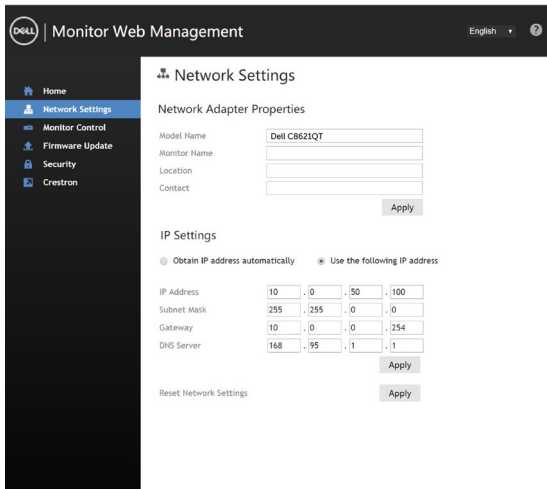 DELL | Monitor Web Management
English
?
Home
Network Settings
Monitor Control
Firmware Update
Security
Crestron
Network Settings
Network Adapter Properties
Model Name Dell C8621QT
Monitor Name
Location
Contact
Apply
IP Settings
Obtain IP address automatically Use the following IP address
IP Address 10 . 0 . 50 . 100
Subnet Mask 255 . 255 . 0 . 0
Gateway 10 . 0 . 0 . 254
DNS Server 168 . 95 . 1 . 1
Apply
Reset Network Settings Apply